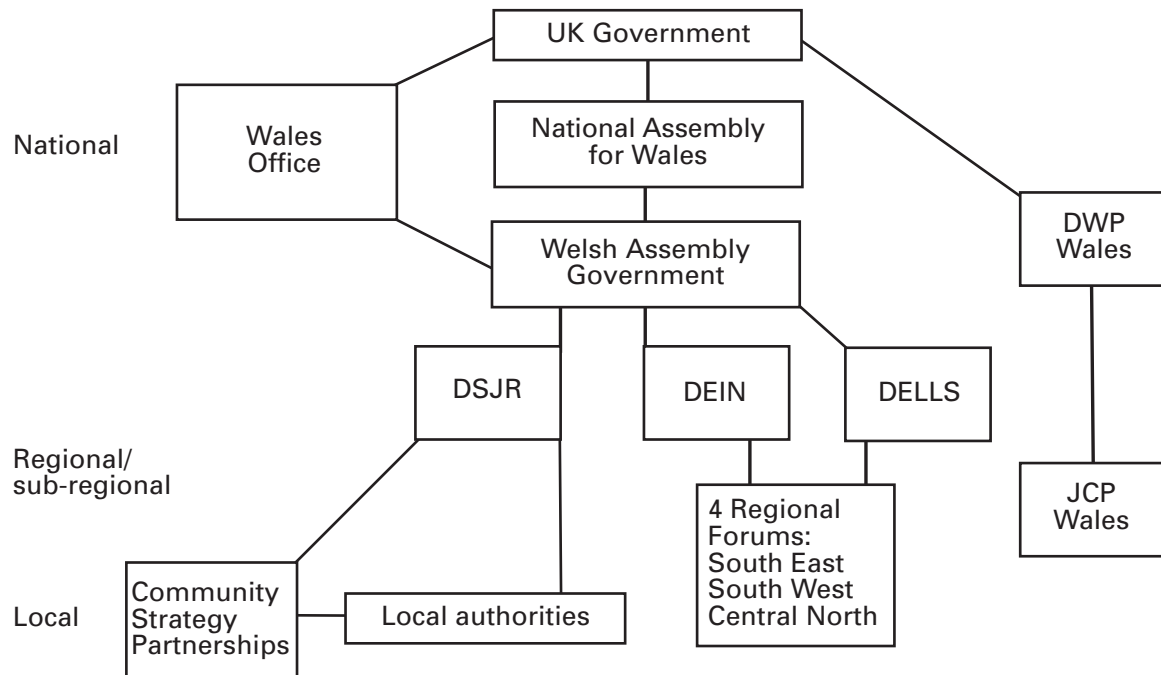 UK Government
National
Wales
Office
National Assembly
for Wales
DWP
Wales
Welsh Assembly
Government
DSJR
DEIN
DELLS
Regional/
sub-regional
4 Regional
Forums:
South East
South West
Central North
JCP
Wales
Local
Community
Strategy
Partnerships
Local authorities